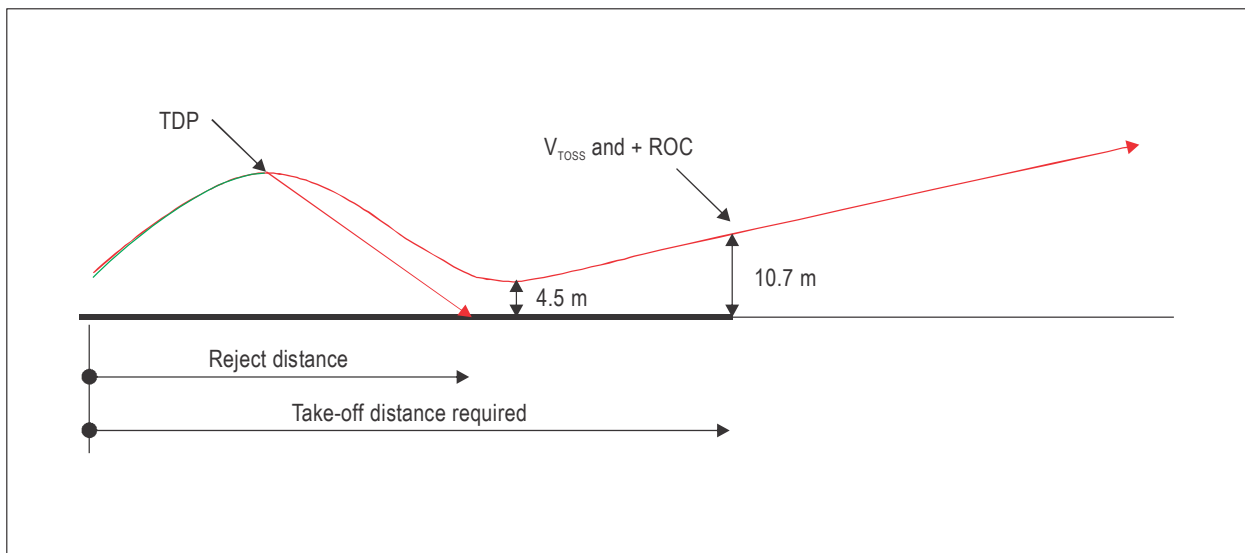 TDP
V_TOSS and + ROC
10.7 m
4.5 m
Reject distance
Take-off distance required